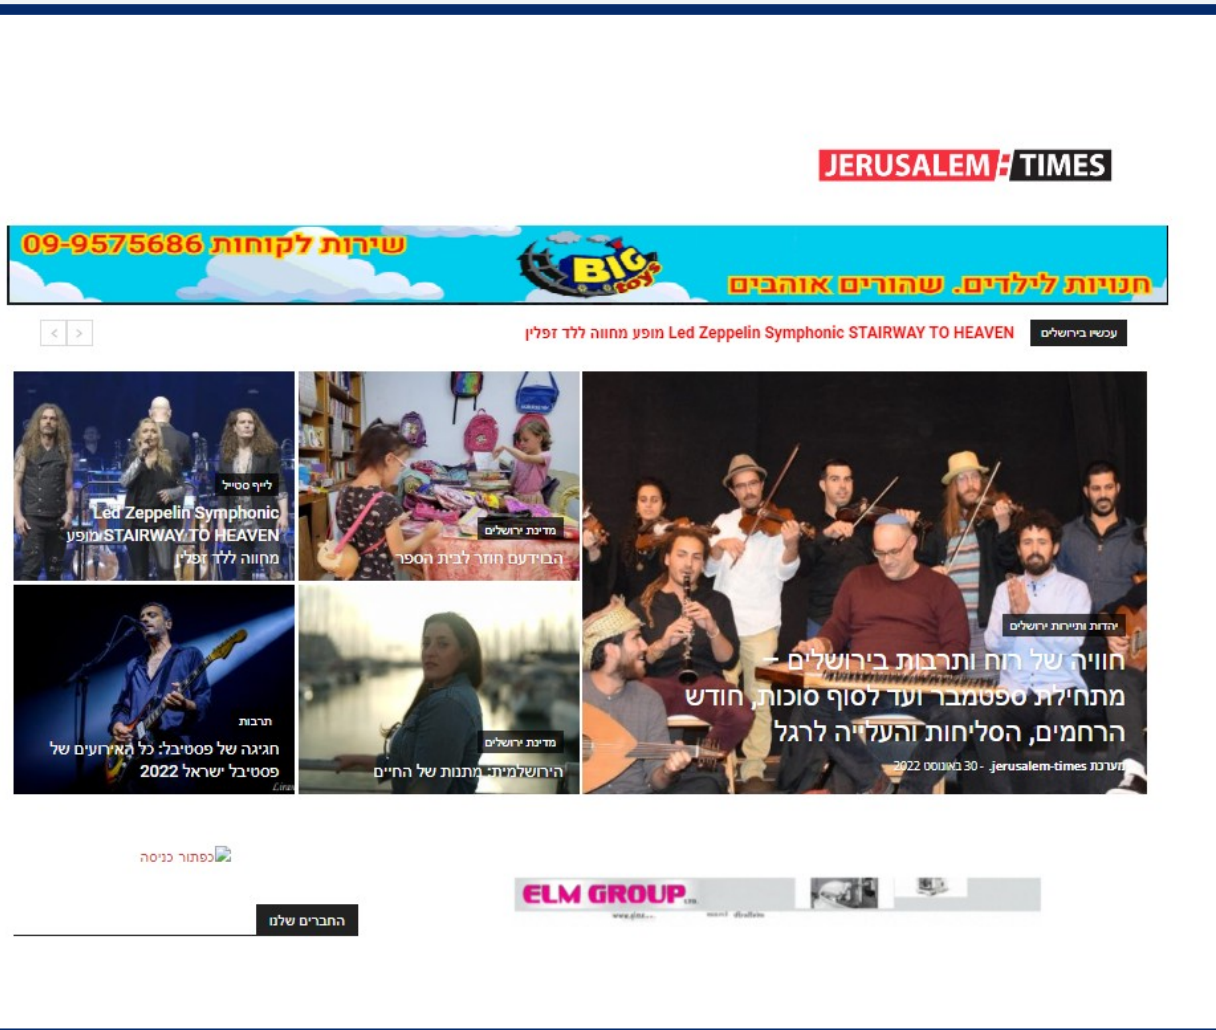 JERUSALEM TIMES
שירות לקוחות 09-9575686
BIG
toys
חנויות לילדים. שהורים אוהבים
עכשיו בירושלים
Led Zeppelin Symphonic STAIRWAY TO HEAVEN מופע מחווה ללד זפלין
יהדות ותיירות ירושלים
חוויה של רוח ותרבות בירושלים –
מתחילת ספטמבר ועד לסוף סוכות, חודש
הרחמים, הסליחות והעלייה לרגל
מערכת jerusalem-times. - 30 באוגוסט 2022
מדינת ירושלים
הבוידעם חוזר לבית הספר
לייף סטייל
Led Zeppelin Symphonic
STAIRWAY TO HEAVEN מופע
מחווה ללד זפלין
מדינת ירושלים
הירושלמית: מתנות של החיים
תרבות
חגיגה של פסטיבל: כל האירועים של
פסטיבל ישראל 2022
כפתור כניסה
ELM GROUP
החברים שלנו